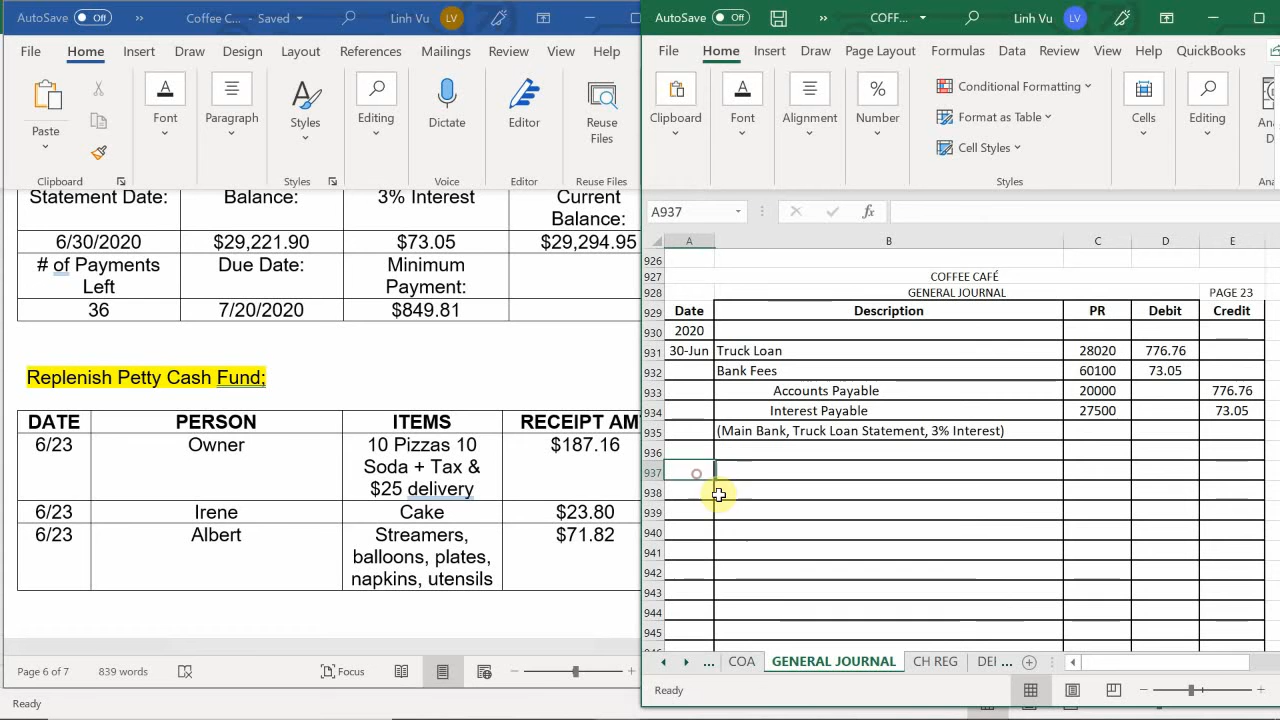 AutoSave Off Coffee C... - Saved Linh Vu LV
File Home Insert Draw Design Layout References Mailings Review View Help
Paste Font Paragraph Styles Editing Dictate Editor Reuse Files
Clipboard Styles Voice Editor Reuse Files
Statement Date: Balance: 3% Interest Current Balance:
6/30/2020 $29,221.90 $73.05 $29,294.95
# of Payments Left Due Date: Minimum Payment:
36 7/20/2020 $849.81
Replenish Petty Cash Fund;
DATE PERSON ITEMS RECEIPT AM
6/23 Owner 10 Pizzas 10 Soda + Tax & $25 delivery $187.16
6/23 Irene Cake $23.80
6/23 Albert Streamers, balloons, plates, napkins, utensils $71.82
Page 6 of 7 839 words Focus
Ready
AutoSave Off COFF... Linh Vu LV
File Home Insert Draw Page Layout Formulas Data Review View Help QuickBooks
Clipboard Font Alignment Number Conditional Formatting Format as Table Cell Styles Cells Editing
Styles
A937 fx
A B C D E
926
927 COFFEE CAFÉ
928 GENERAL JOURNAL PAGE 23
929 Date Description PR Debit Credit
930 2020
931 30-Jun Truck Loan 28020 776.76
932 Bank Fees 60100 73.05
933 Accounts Payable 20000 776.76
934 Interest Payable 27500 73.05
935 (Main Bank, Truck Loan Statement, 3% Interest)
936
937
938
939
940
941
942
943
944
945
... COA GENERAL JOURNAL CH REG DEI ...
Ready